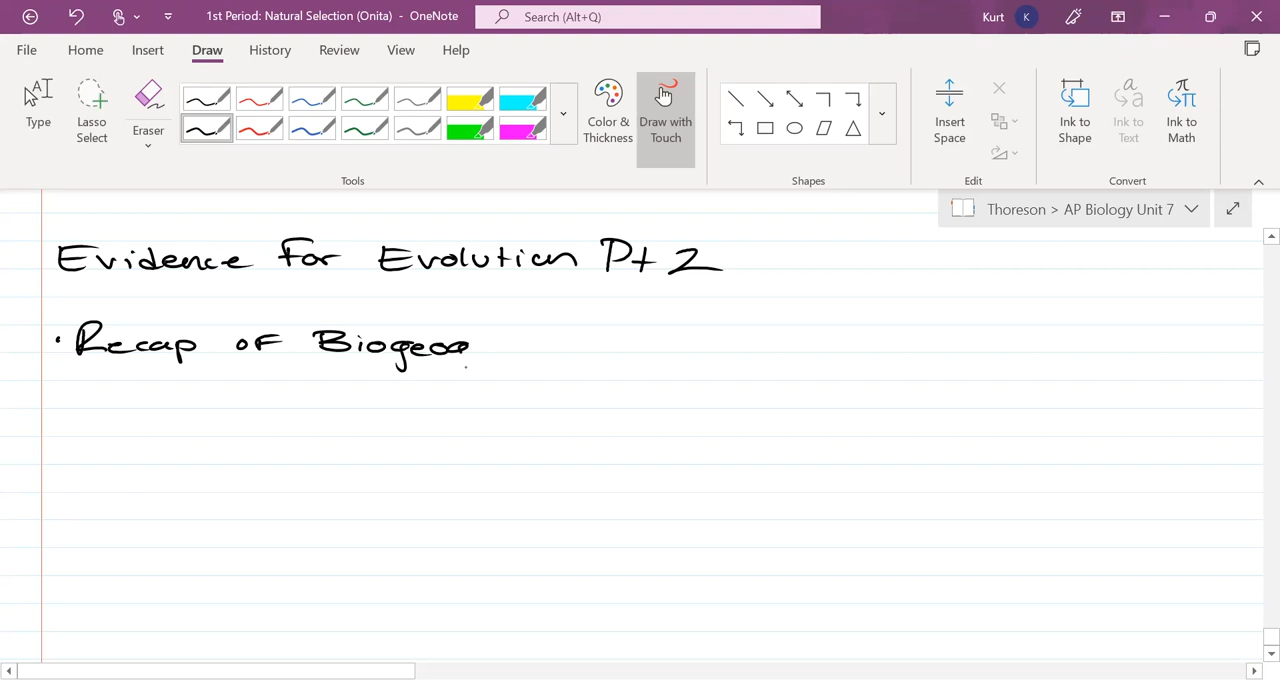 1st Period: Natural Selection (Onita) - OneNote
Search (Alt+Q)
Kurt
K
File Home Insert Draw History Review View Help
Type
Lasso Select
Eraser
Color & Thickness
Draw with Touch
Insert Space
Ink to Shape
Ink to Text
Ink to Math
Tools
Shapes
Edit
Convert
Thoreson > AP Biology Unit 7
Evidence for Evolution Pt 2
· Recap of Biogeo